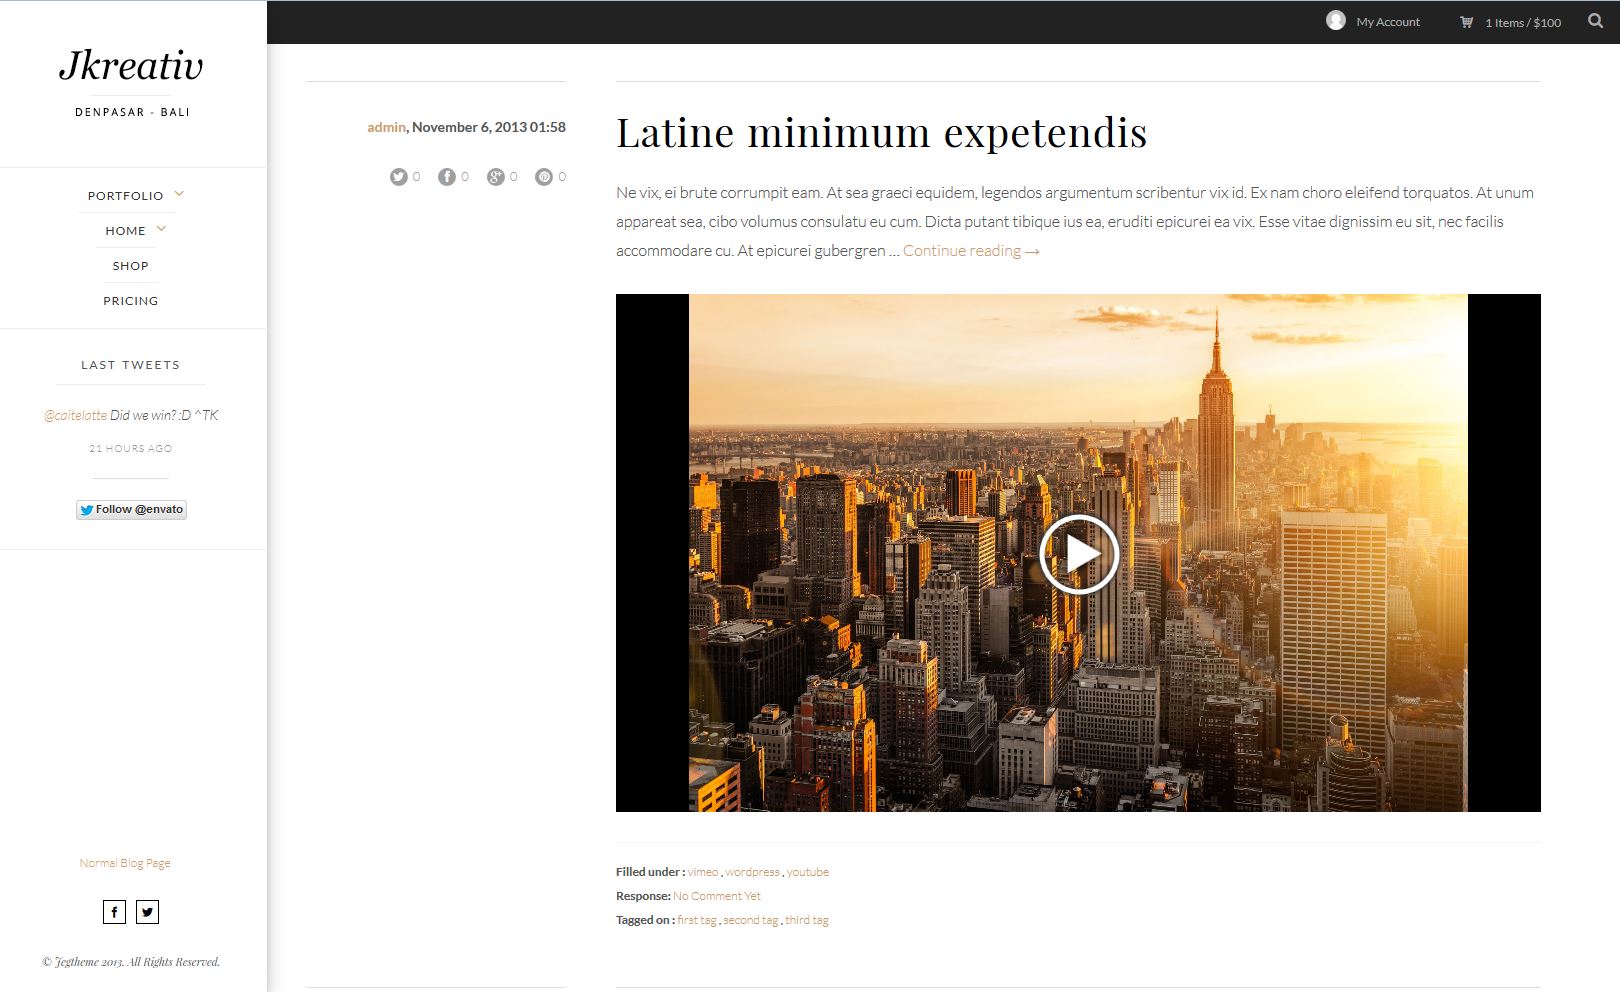 Jkreativ
DENPASAR - BALI
PORTFOLIO
HOME
SHOP
PRICING
LAST TWEETS
@caitelatte Did we win? :D ^TK
21 HOURS AGO
Follow @envato
Normal Blog Page
© Jegtheme 2013. All Rights Reserved.
My Account
1 Items / $100
admin, November 6, 2013 01:58
0 0 0 0
Latine minimum expetendis
Ne vix, ei brute corrumpit eam. At sea graeci equidem, legendos argumentum scribentur vix id. Ex nam choro eleifend torquatos. At unum
appareat sea, cibo volumus consulatu eu cum. Dicta putant tibique ius ea, eruditi epicurei ea vix. Esse vitae dignissim eu sit, nec facilis
accommodare cu. At epicurei gubergren ... Continue reading →
Filled under : vimeo , wordpress , youtube
Response: No Comment Yet
Tagged on : first tag , second tag , third tag